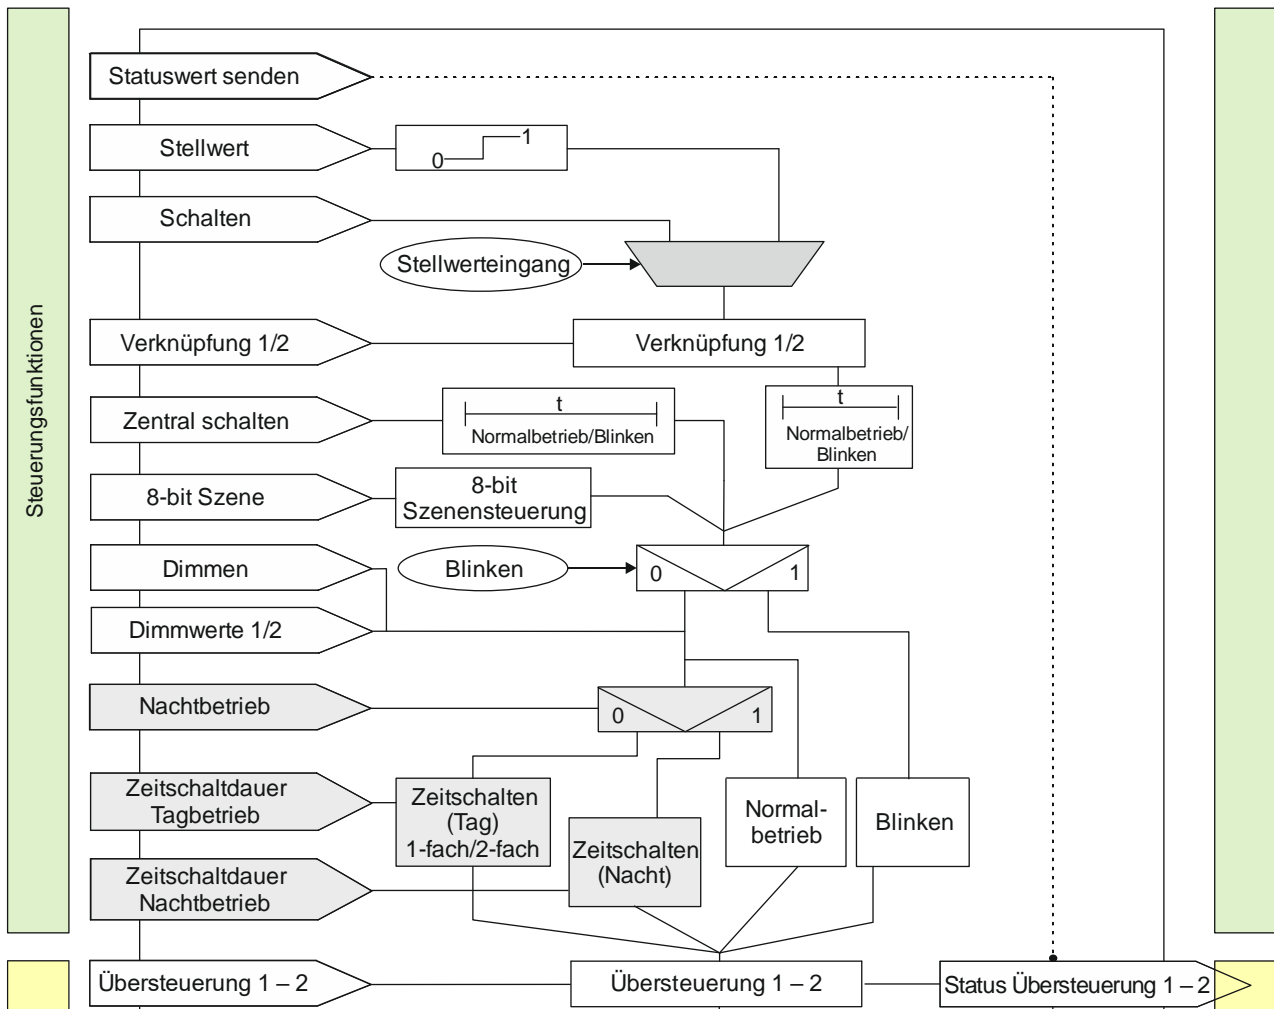 Steuerungsfunktionen
Statuswert senden
Stellwert
0
1
Schalten
Stellwerteingang
Verknüpfung 1/2
Verknüpfung 1/2
Zentral schalten
t
Normalbetrieb/Blinken
t
Normalbetrieb/
Blinken
8-bit Szene
8-bit
Szenensteuerung
Dimmen
Blinken
0
1
Dimmwerte 1/2
Nachtbetrieb
0
1
Zeitschaltdauer
Tagbetrieb
Zeitschalten
(Tag)
1-fach/2-fach
Zeitschalten
(Nacht)
Normal-
betrieb
Blinken
Zeitschaltdauer
Nachtbetrieb
Übersteuerung 1 – 2
Übersteuerung 1 – 2
Status Übersteuerung 1 – 2